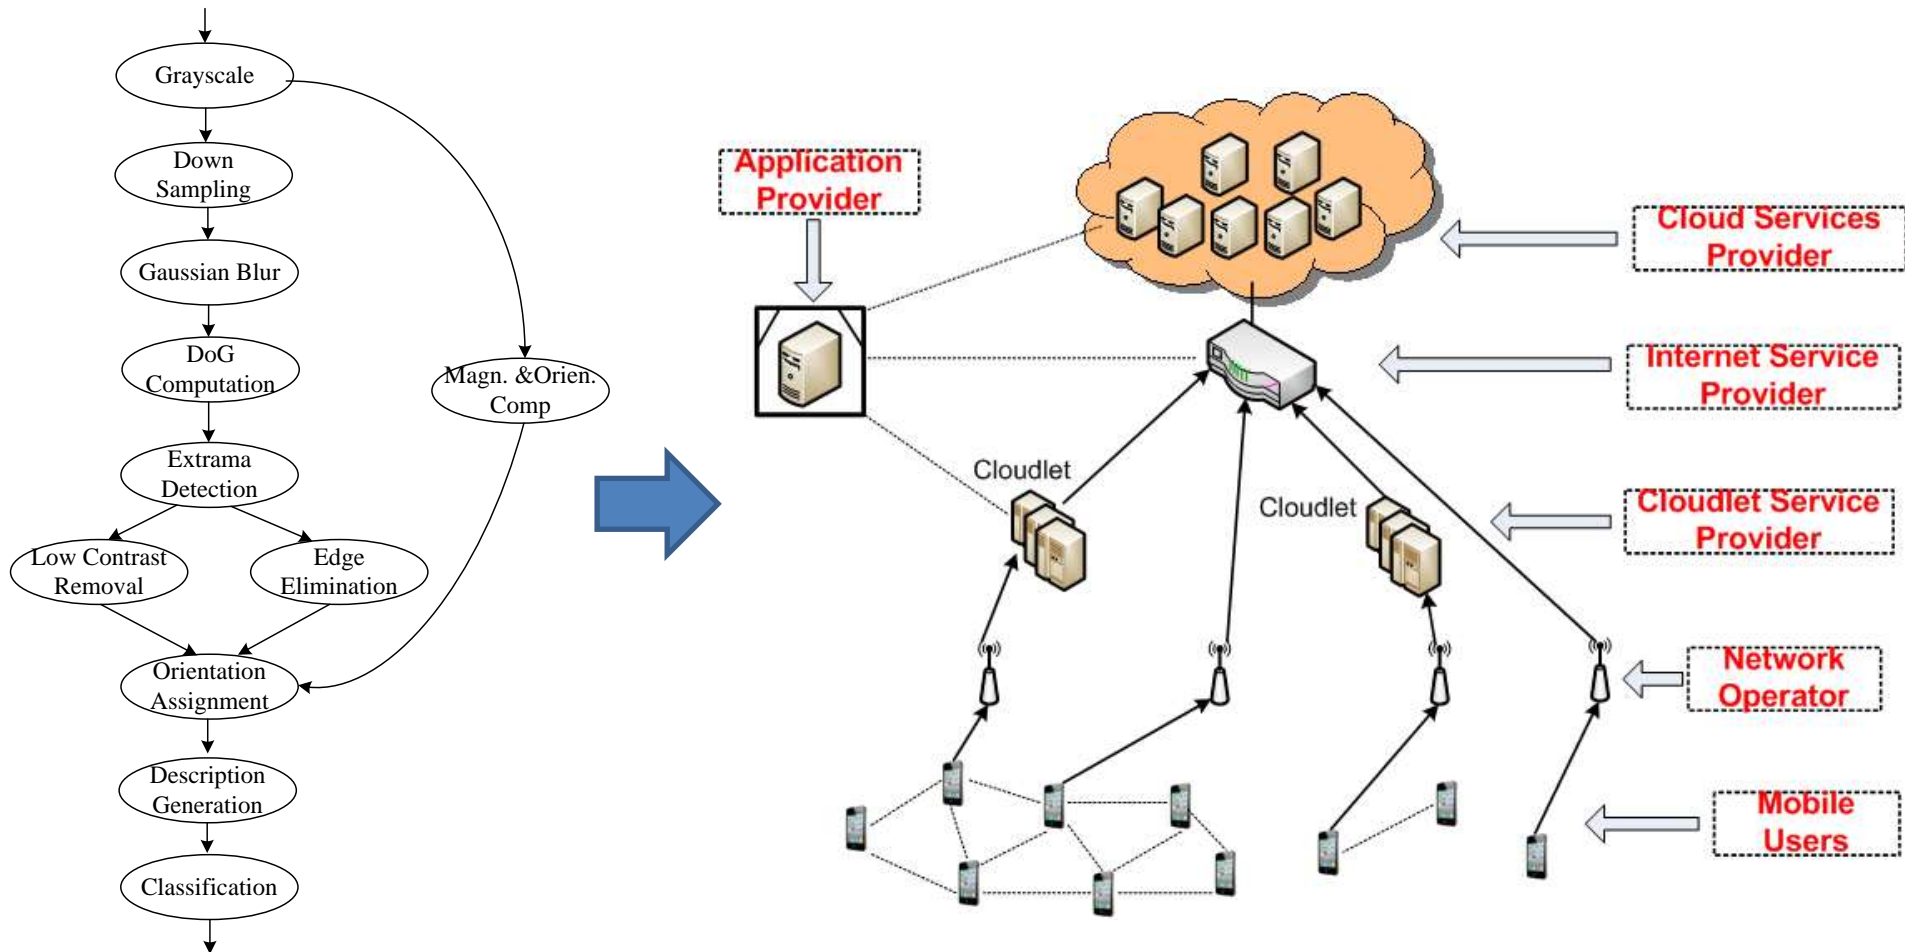 Grayscale
Down
Sampling
Gaussian Blur
DoG
Computation
Magn. &Orien.
Comp
Extrama
Detection
Low Contrast
Removal
Edge
Elimination
Orientation
Assignment
Description
Generation
Classification
Application
Provider
Cloud Services
Provider
Internet Service
Provider
Cloudlet
Cloudlet
Cloudlet Service
Provider
Network
Operator
Mobile
Users